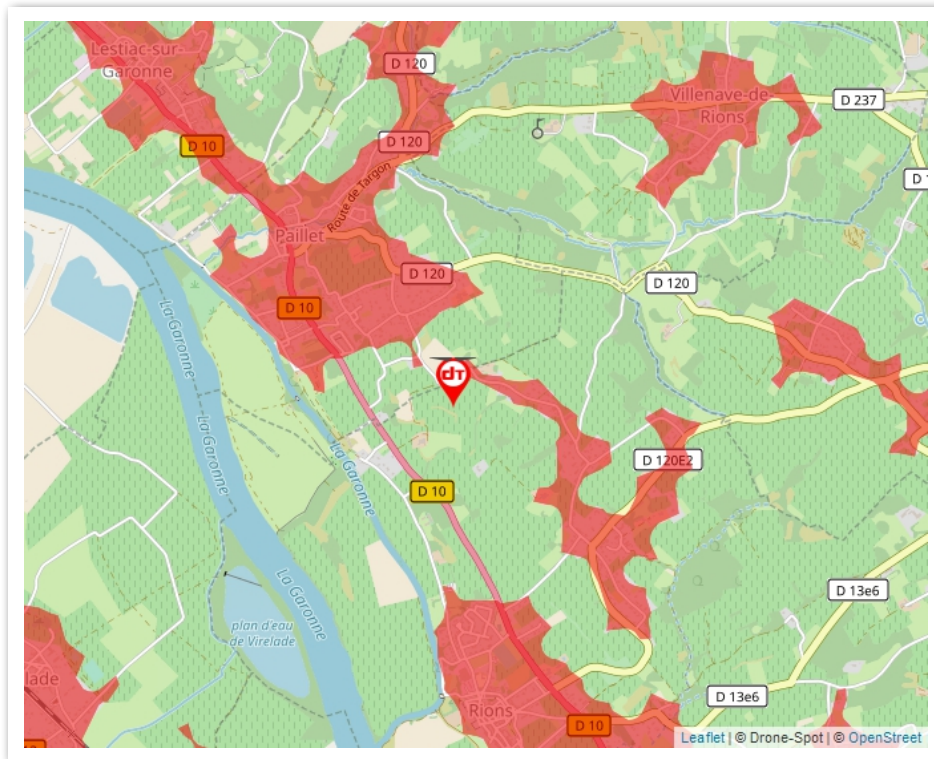 Lestiac-sur-
Garonne
D 120
Villenave-de-
Rions
D 237
D 10
D 120
D 1
Route de Targon
Paillet
D 120
D 120
D 10
La Garonne
La Garonne
La Garonne
D 120E2
D 10
La Garonne
D 13e6
plan d'eau
de Virelade
lade
Rions
D 13e6
D 10
Leaflet | © Drone-Spot | © OpenStreet